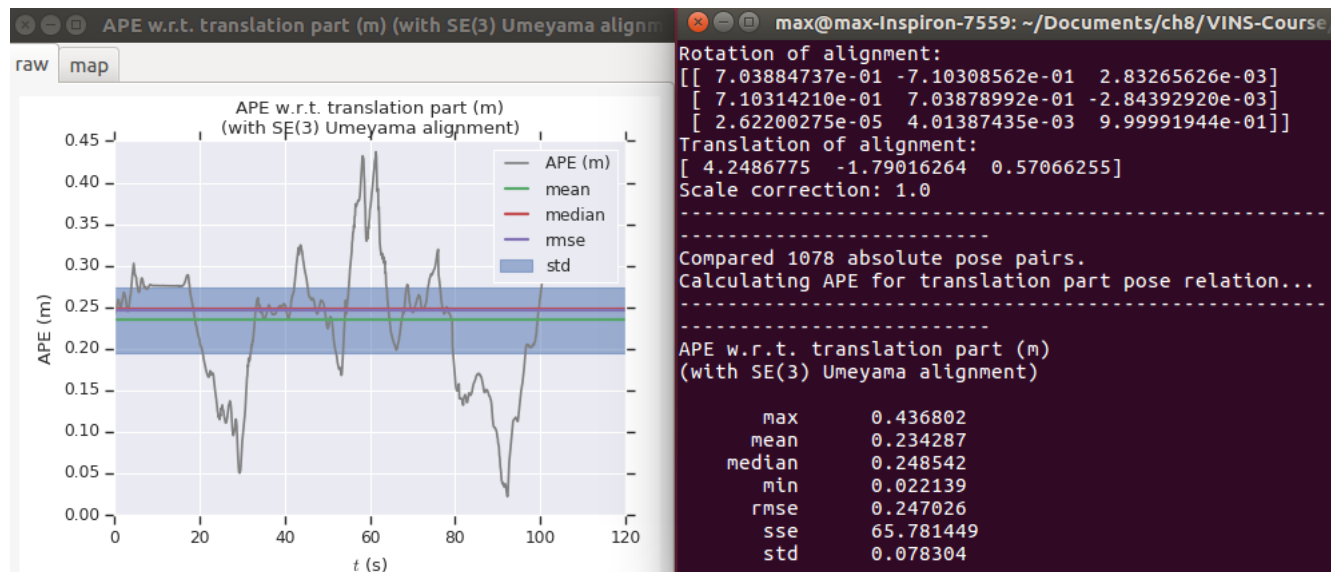 APE w.r.t. translation part (m) (with SE(3) Umeyama alignm
raw map
APE w.r.t. translation part (m)
(with SE(3) Umeyama alignment)
0.45
0.40
0.35
0.30
0.25
0.20
0.15
0.10
0.05
0.00
APE (m)
APE (m)
mean
median
rmse
std
0 20 40 60 80 100 120
t (s)
max@max-Inspiron-7559: ~/Documents/ch8/VINS-Course
Rotation of alignment:
[[ 7.03884737e-01 -7.10308562e-01 2.83265626e-03]
[ 7.10314210e-01 7.03878992e-01 -2.84392920e-03]
[ 2.62200275e-05 4.01387435e-03 9.99991944e-01]]
Translation of alignment:
[ 4.2486775 -1.79016264 0.57066255]
Scale correction: 1.0
------------------------------------------------------
--------------------------
Compared 1078 absolute pose pairs.
Calculating APE for translation part pose relation...
------------------------------------------------------
--------------------------
APE w.r.t. translation part (m)
(with SE(3) Umeyama alignment)
max 0.436802
mean 0.234287
median 0.248542
min 0.022139
rmse 0.247026
sse 65.781449
std 0.078304